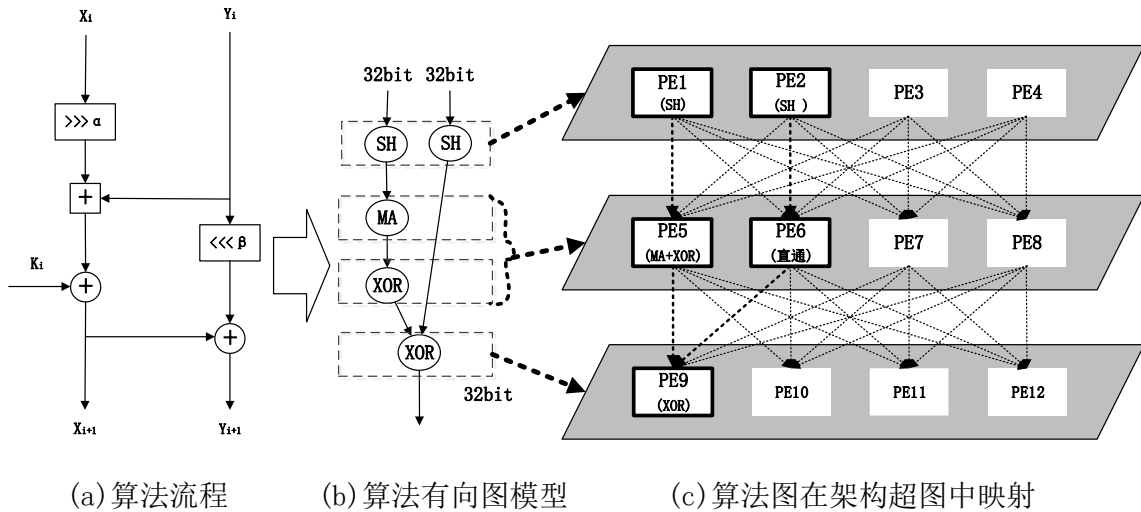 Xi
Yi
>>> α
+
<<< β
Ki
+
+
Xi+1
Yi+1
32bit 32bit
SH
SH
MA
XOR
XOR
32bit
PE1
(SH)
PE2
(SH )
PE3
PE4
PE5
(MA+XOR)
PE6
(直通)
PE7
PE8
PE9
(XOR)
PE10
PE11
PE12
(a)算法流程
(b)算法有向图模型
(c)算法图在架构超图中映射